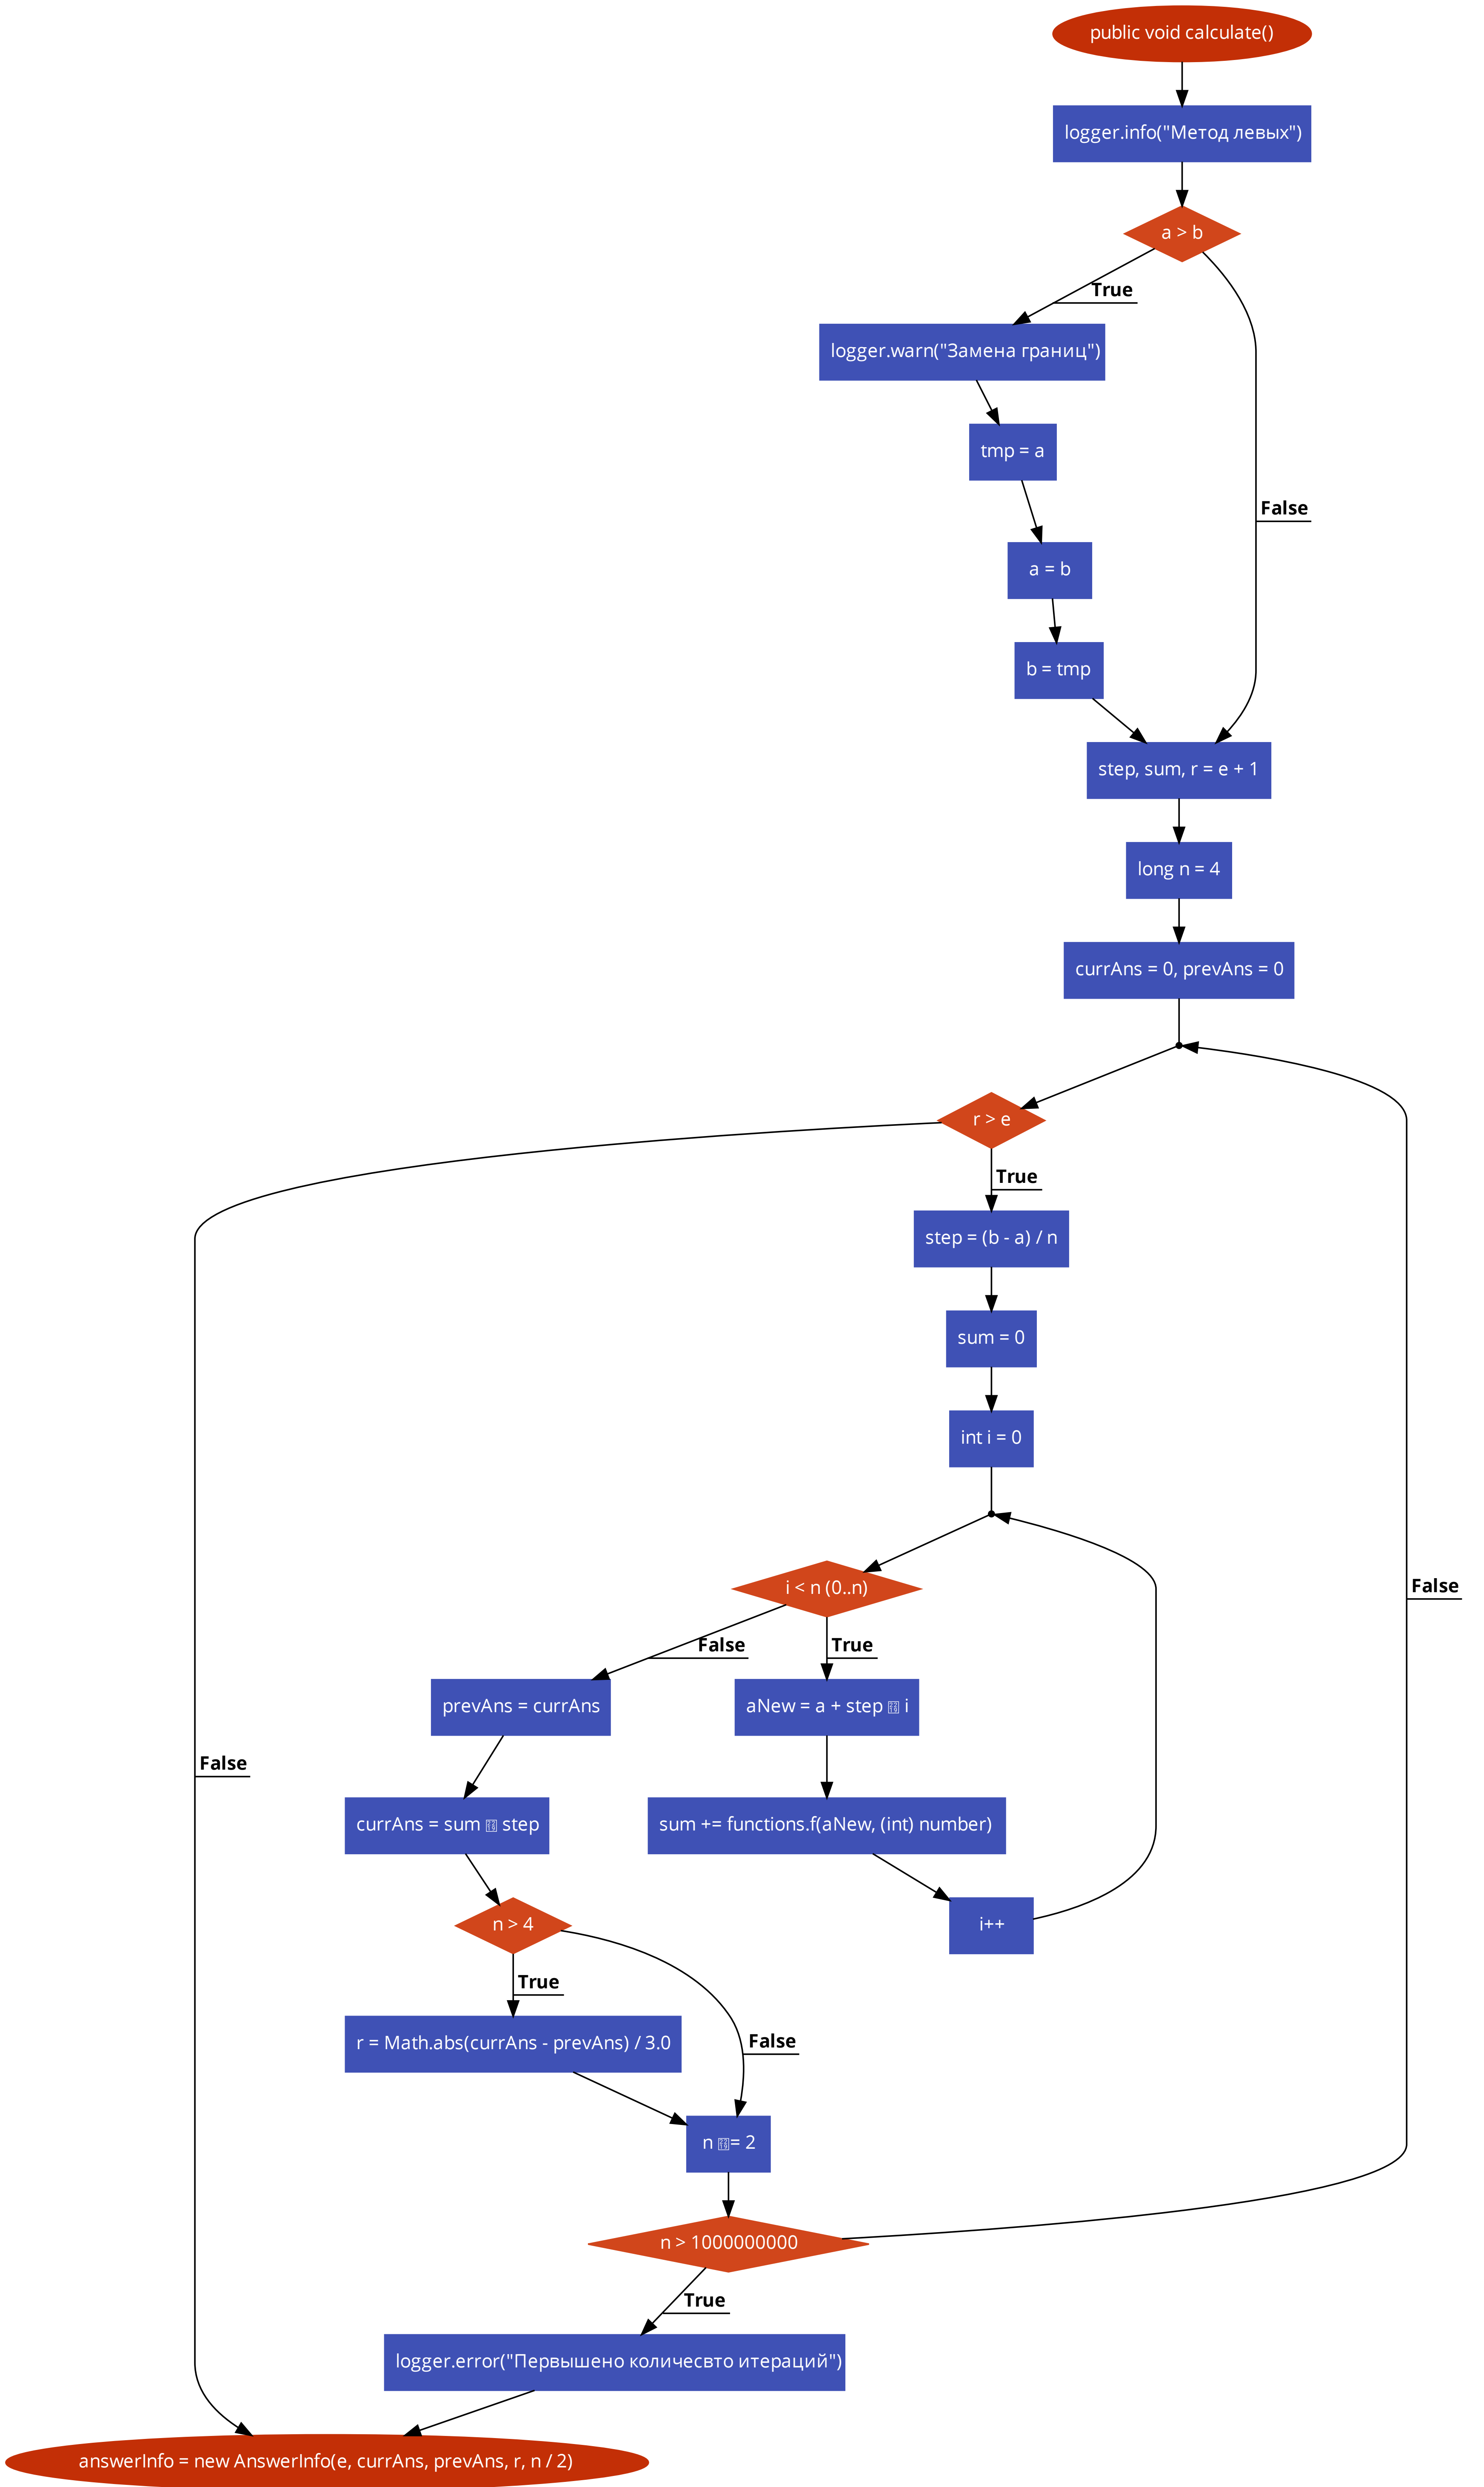 public void calculate()
logger.info("Метод левых")
a > b
True
logger.warn("Замена границ")
tmp = a
False
a = b
b = tmp
step, sum, r = e + 1
long n = 4
currAns = 0, prevAns = 0
r > e
True
step = (b - a) / n
sum = 0
int i = 0
i < n (0..n)
False
False
True
prevAns = currAns
aNew = a + step i
False
currAns = sum step
sum += functions.f(aNew, (int) number)
n > 4
i++
True
r = Math.abs(currAns - prevAns) / 3.0
False
n = 2
n > 1000000000
True
logger.error("Первышено количесвто итераций")
answerInfo = new AnswerInfo(e, currAns, prevAns, r, n / 2)